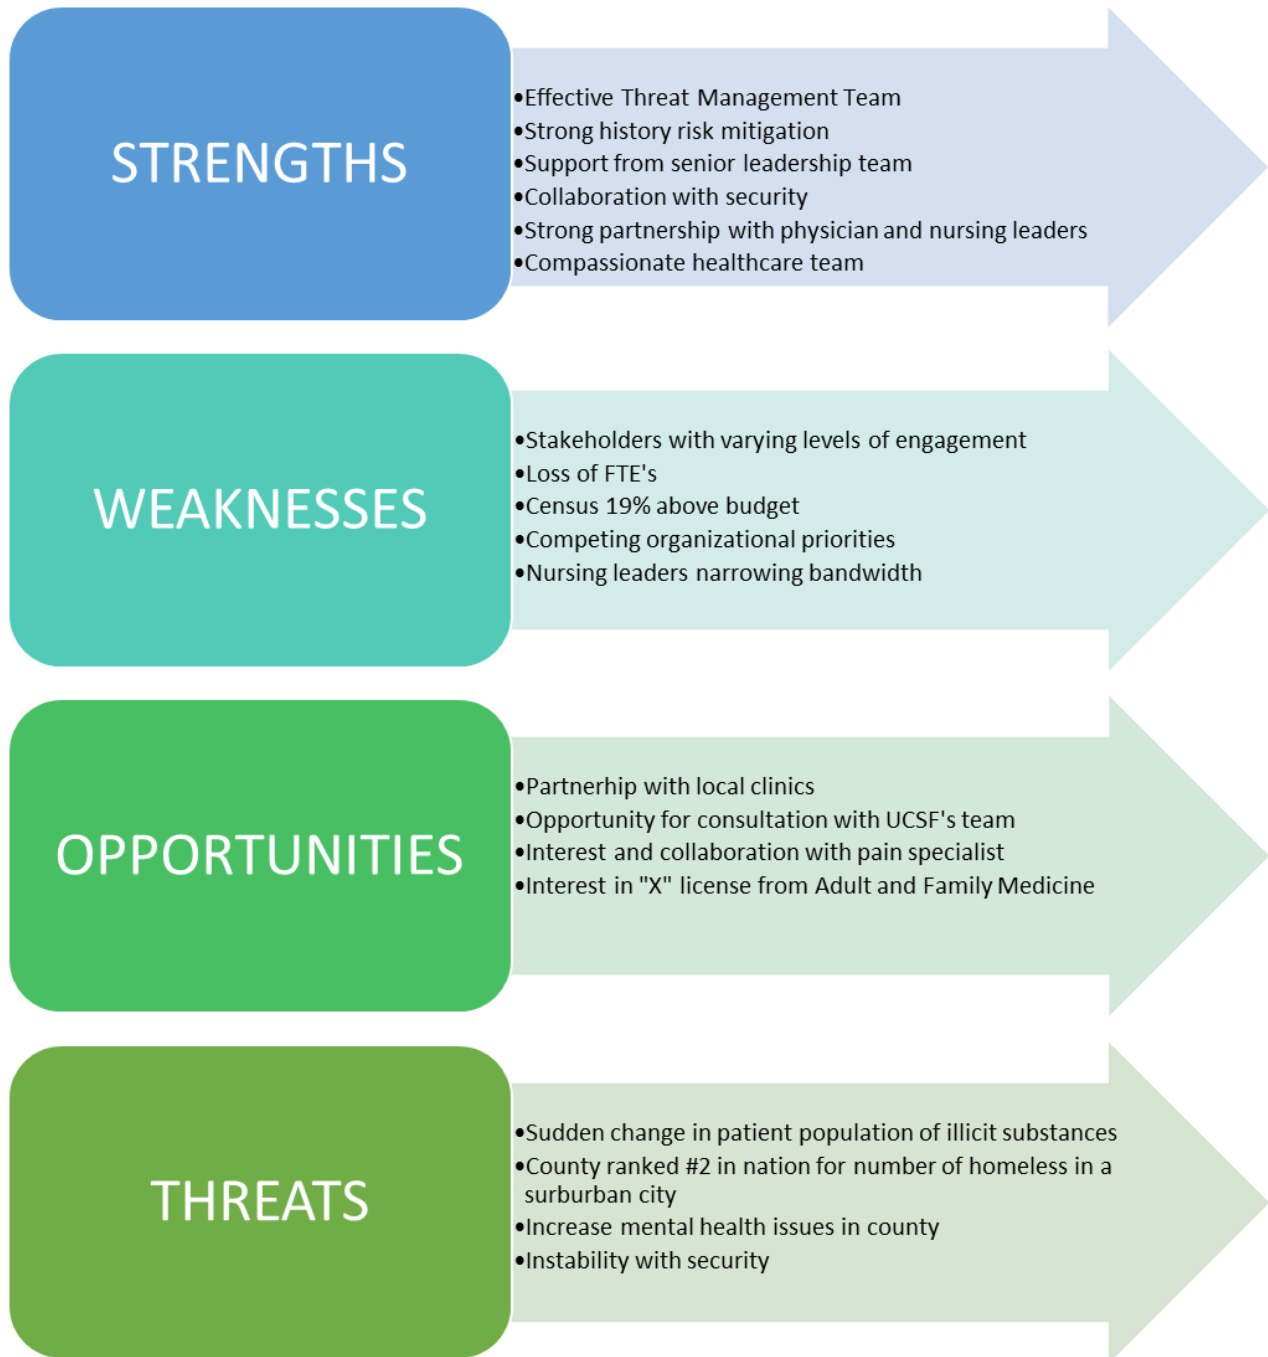 STRENGTHS
•Effective Threat Management Team
•Strong history risk mitigation
•Support from senior leadership team
•Collaboration with security
•Strong partnership with physician and nursing leaders
•Compassionate healthcare team
WEAKNESSES
•Stakeholders with varying levels of engagement
•Loss of FTE's
•Census 19% above budget
•Competing organizational priorities
•Nursing leaders narrowing bandwidth
OPPORTUNITIES
•Partnerhip with local clinics
•Opportunity for consultation with UCSF's team
•Interest and collaboration with pain specialist
•Interest in "X" license from Adult and Family Medicine
THREATS
•Sudden change in patient population of illicit substances
•County ranked #2 in nation for number of homeless in a
surburban city
•Increase mental health issues in county
•Instability with security